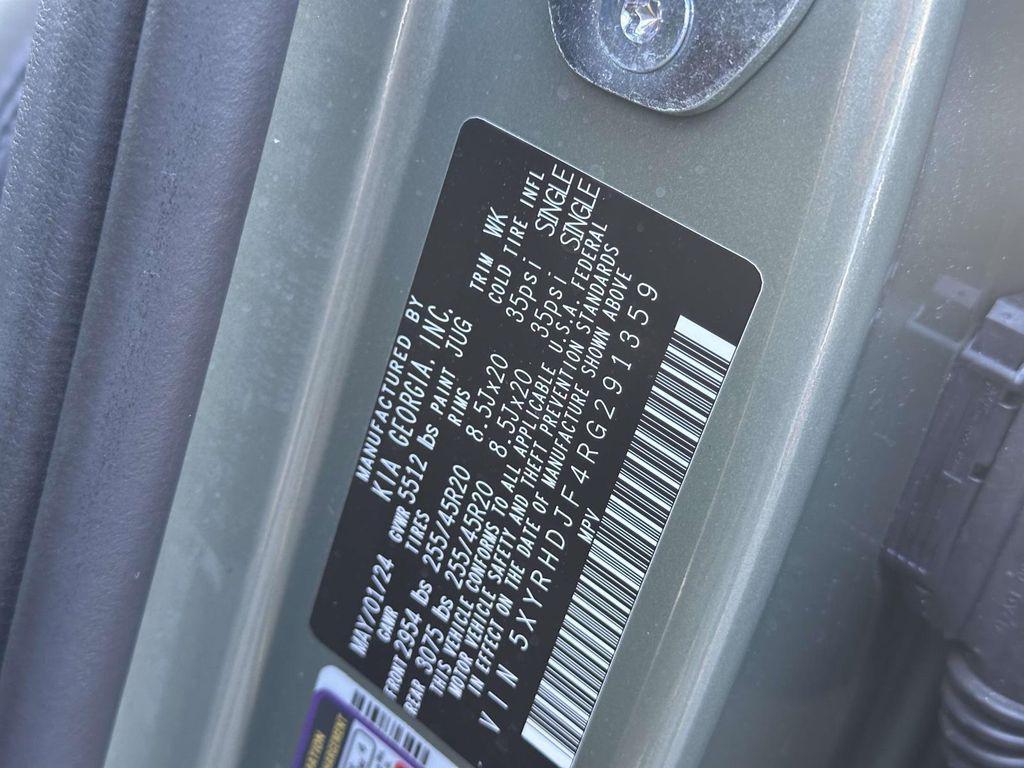 MANUFACTURED BY
KIA GEORGIA, INC.
MAY/01/24 GVWR 5512 lbs PAINT JUG TRIM WK
GAWR TIRES RIMS COLD TIRE INFL
FRONT 2954 lbs 255/45R20 8.5Jx20 35psi SINGLE
REAR 3075 lbs 255/45R20 8.5Jx20 35psi SINGLE
THIS VEHICLE CONFORMS TO ALL APPLICABLE U.S.A. FEDERAL
MOTOR VEHICLE SAFETY AND THEFT PREVENTION STANDARDS
IN EFFECT ON THE DATE OF MANUFACTURE SHOWN ABOVE
VIN 5XYRHDJF4RG291359
MPV